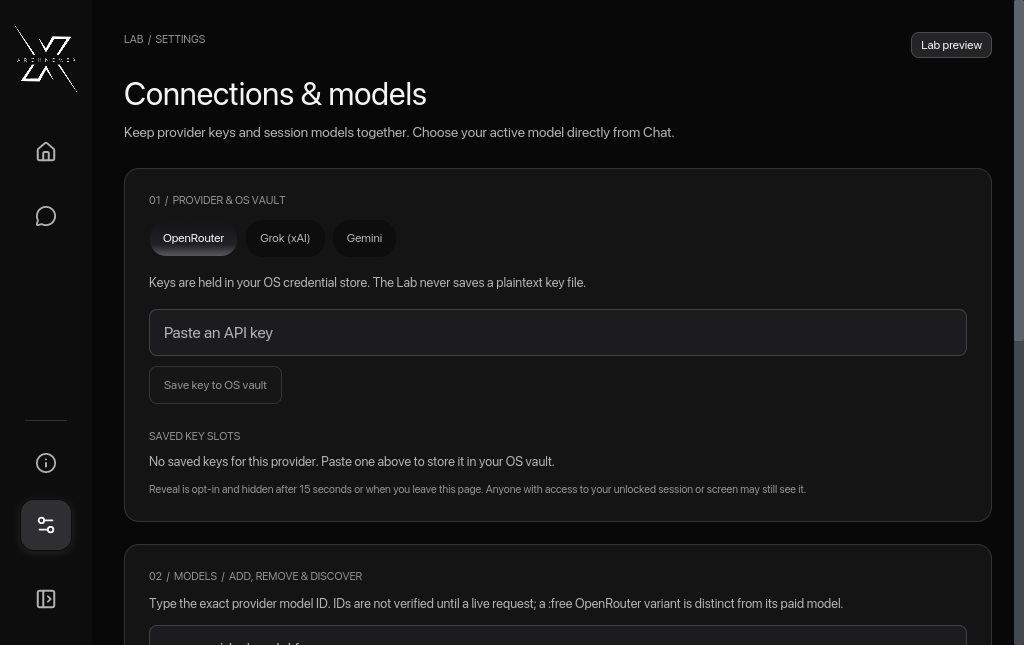 ARCHNEMEX
LAB / SETTINGS
Lab preview
Connections & models
Keep provider keys and session models together. Choose your active model directly from Chat.
01 / PROVIDER & OS VAULT
OpenRouter
Grok (xAI)
Gemini
Keys are held in your OS credential store. The Lab never saves a plaintext key file.
Paste an API key
Save key to OS vault
SAVED KEY SLOTS
No saved keys for this provider. Paste one above to store it in your OS vault.
Reveal is opt-in and hidden after 15 seconds or when you leave this page. Anyone with access to your unlocked session or screen may still see it.
02 / MODELS / ADD, REMOVE & DISCOVER
Type the exact provider model ID. IDs are not verified until a live request; a :free OpenRouter variant is distinct from its paid model.